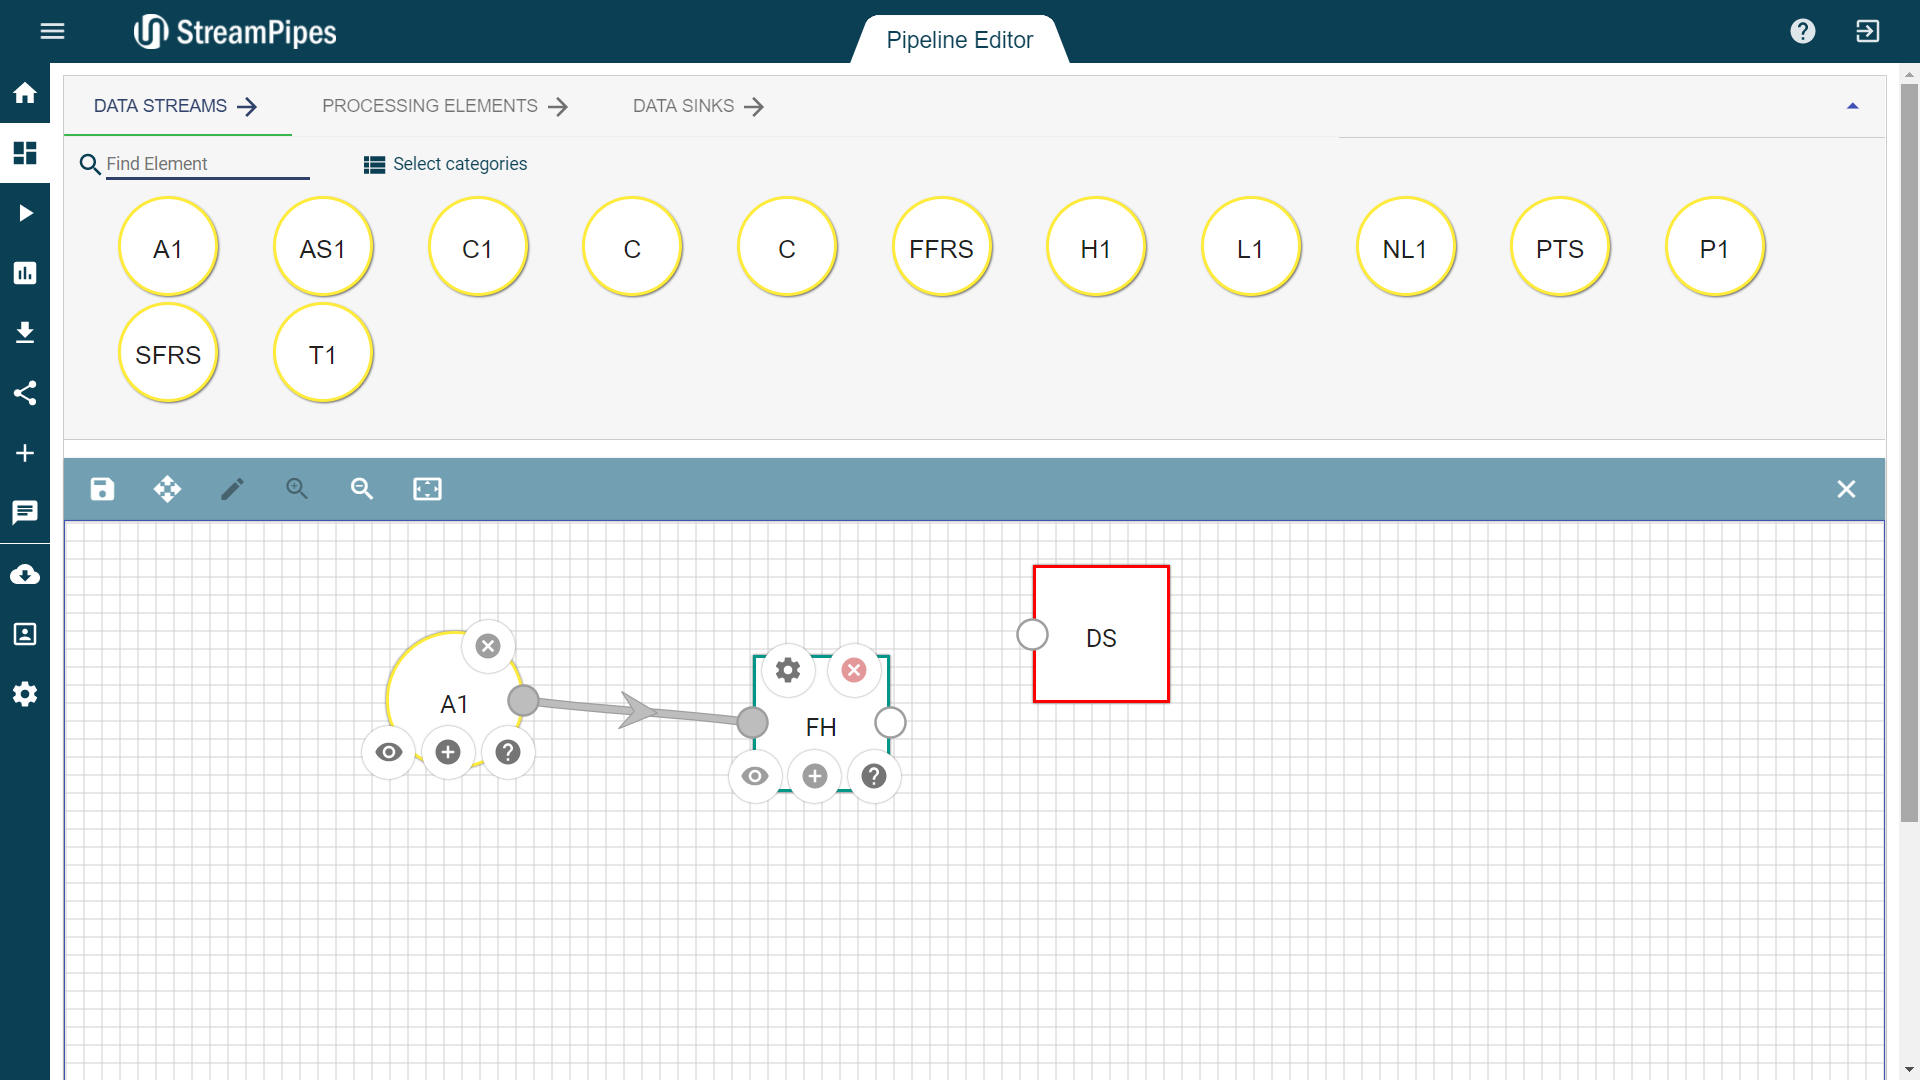 StreamPipes
Pipeline Editor
DATA STREAMS PROCESSING ELEMENTS DATA SINKS
Find Element Select categories
A1 AS1 C1 C C FFRS H1 L1 NL1 PTS P1
SFRS T1
DS
A1
FH